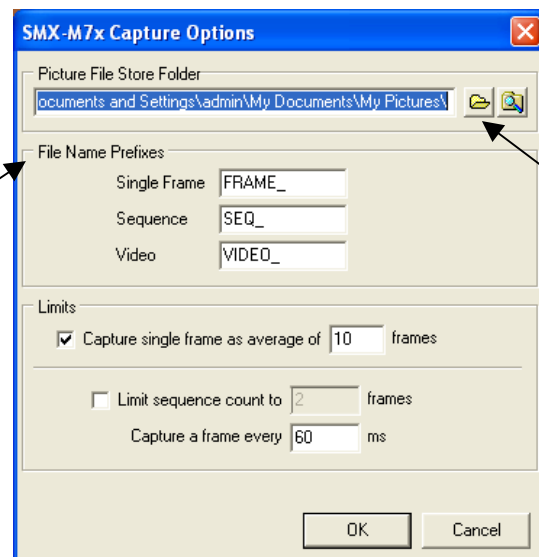 SMX-M7x Capture Options
Picture File Store Folder
ocuments and Settings\admin\My Documents\My Pictures\
File Name Prefixes
Single Frame FRAME_
Sequence SEQ_
Video VIDEO_
Limits
Capture single frame as average of 10 frames
Limit sequence count to 2 frames
Capture a frame every 60 ms
OK Cancel